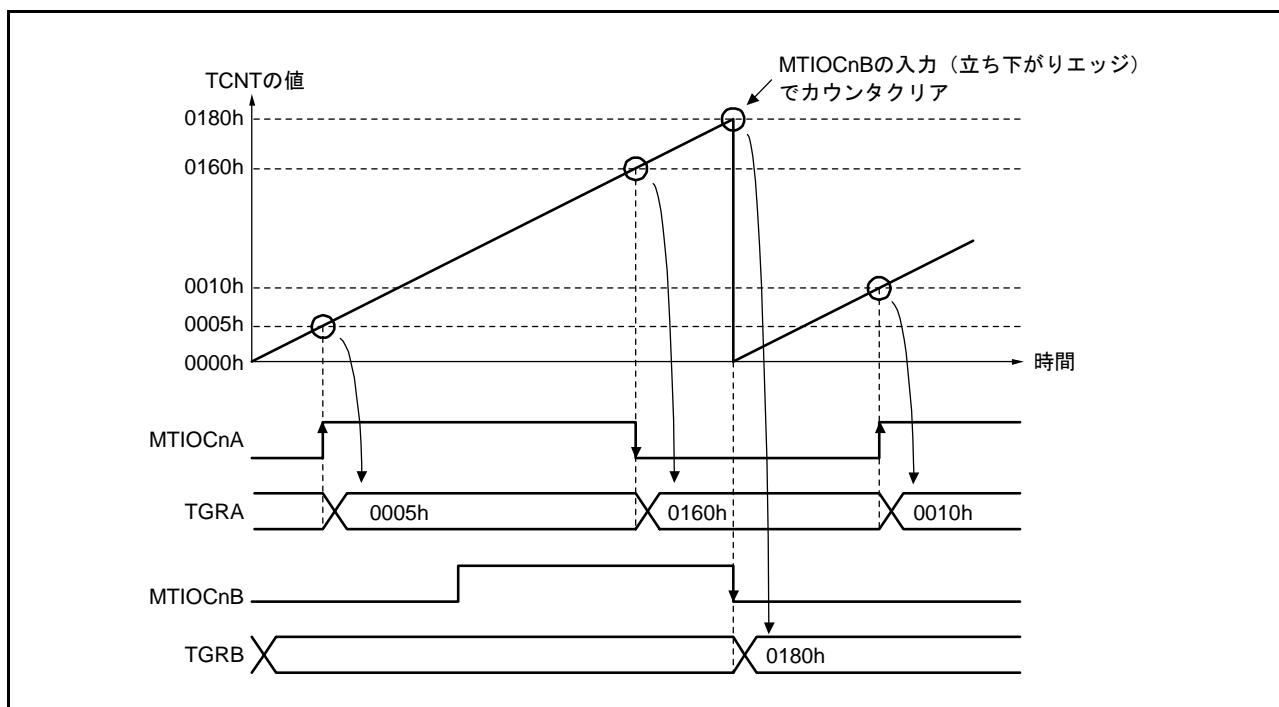 MTIOCnBの入力（立ち下がりエッジ）
でカウンタクリア
TCNTの値
0180h
0160h
0010h
0005h
0000h
時間
MTIOCnA
TGRA
0005h
0160h
0010h
MTIOCnB
TGRB
0180h